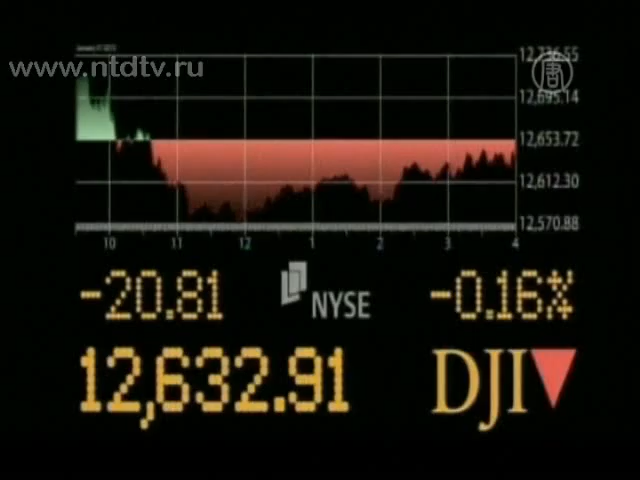 www.ntdtv.ru
唐
12,736.55
12,695.14
12,653.72
12,612.30
12,570.88
10 11 12 1 2 3 4
-20.81 NYSE -0.16%
12,632.91 DJI